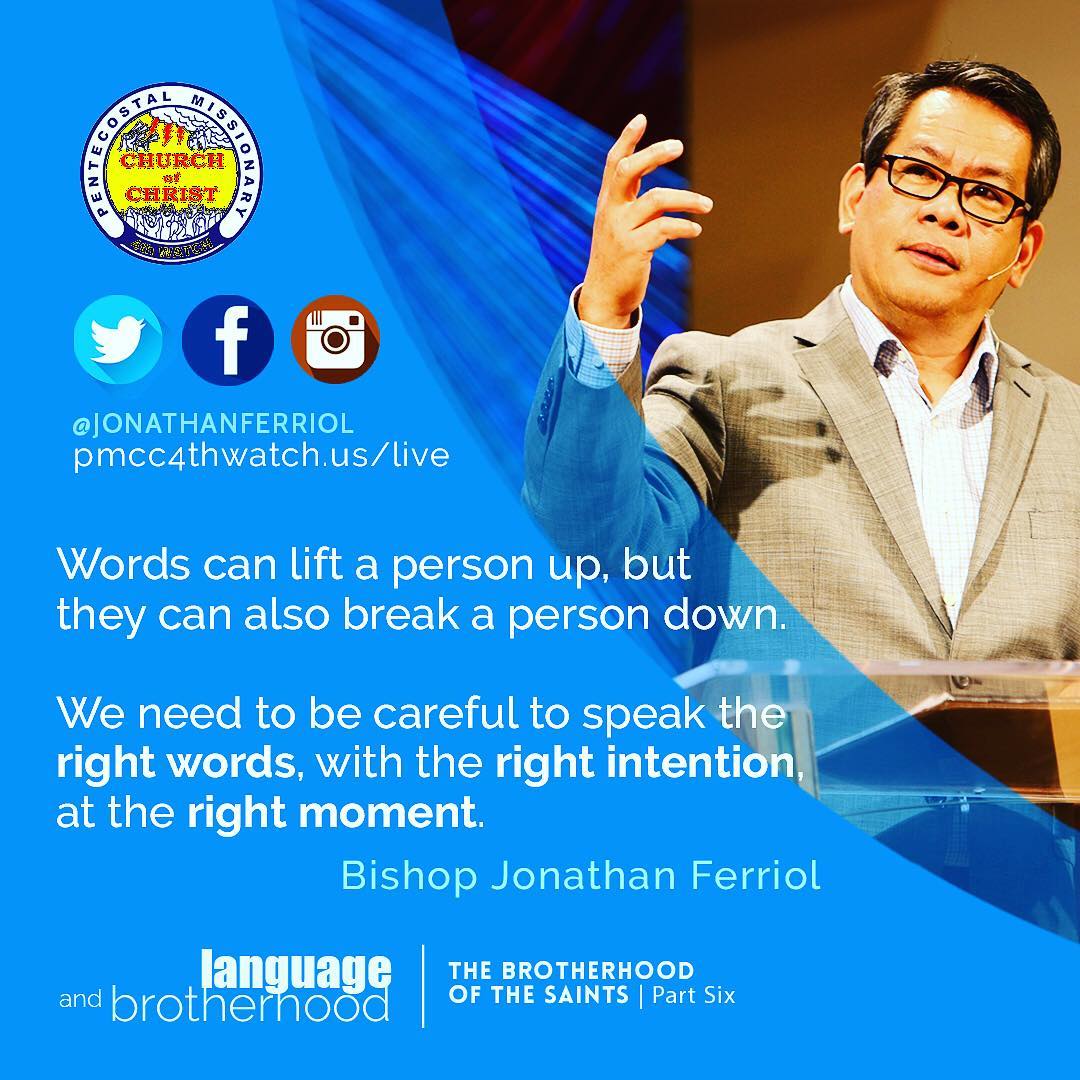 PENTECOSTAL MISSIONARY
CHURCH
of
CHRIST
4TH WATCH
@JONATHANFERRIOL
pmcc4thwatch.us/live
Words can lift a person up, but
they can also break a person down.
We need to be careful to speak the
right words, with the right intention,
at the right moment.
Bishop Jonathan Ferriol
language
and brotherhood
THE BROTHERHOOD
OF THE SAINTS | Part Six